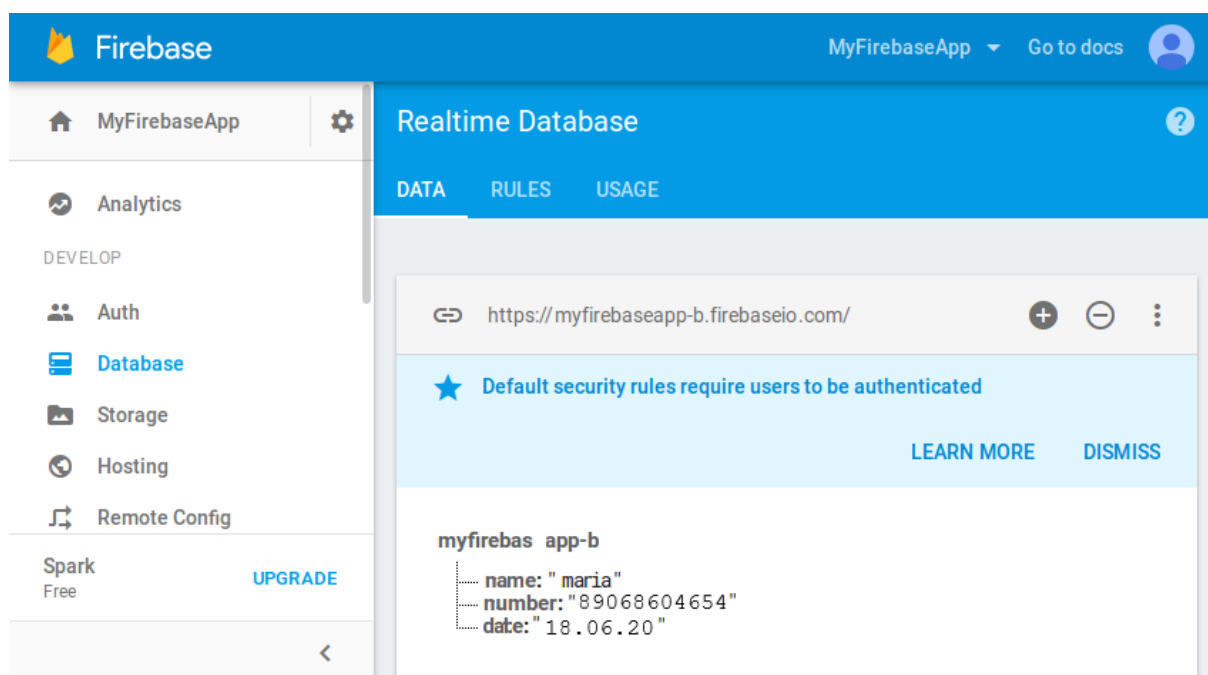 Firebase
MyFirebaseApp Go to docs
MyFirebaseApp
Realtime Database
DATA RULES USAGE
Analytics
DEVELOP
Auth
Database
Storage
Hosting
Remote Config
Spark
Free
UPGRADE
https://myfirebaseapp-b.firebaseio.com/
Default security rules require users to be authenticated
LEARN MORE DISMISS
myfirebas app-b
name: " maria"
number: "89068604654"
date: " 18.06.20"